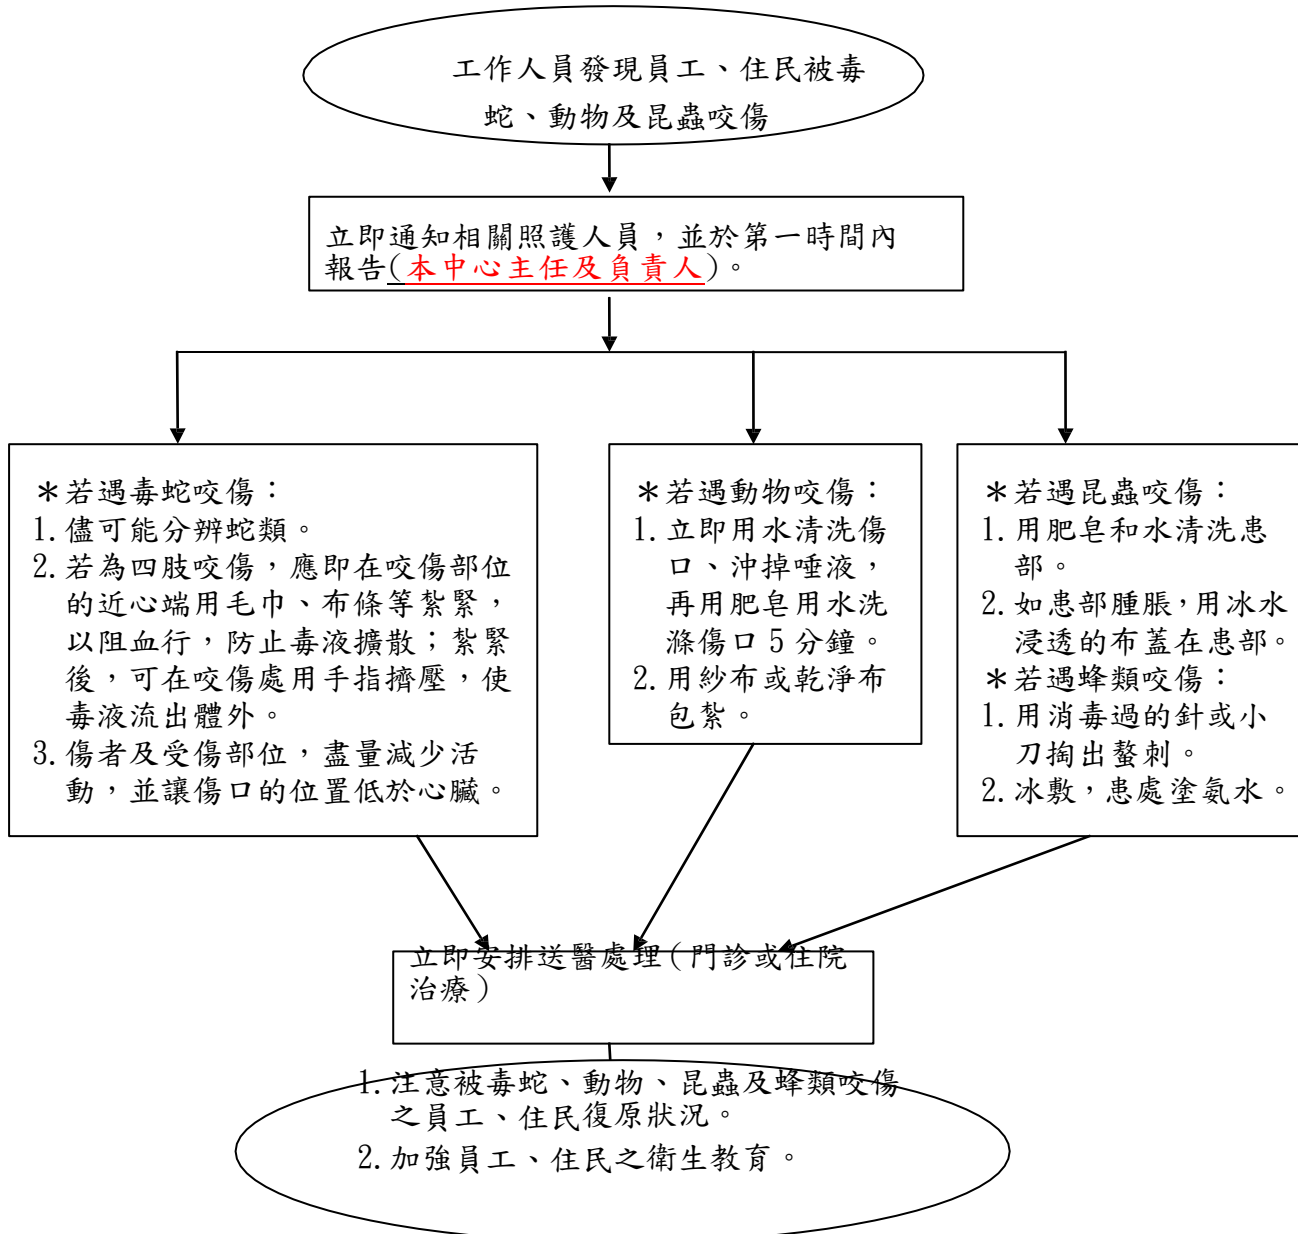 工作人員發現員工、住民被毒
蛇、動物及昆蟲咬傷
立即通知相關照護人員，並於第一時間內
報告(本中心主任及負責人)。
＊若遇毒蛇咬傷：
1.儘可能分辨蛇類。
2.若為四肢咬傷，應即在咬傷部位
的近心端用毛巾、布條等紮緊，
以阻血行，防止毒液擴散；紮緊
後，可在咬傷處用手指擠壓，使
毒液流出體外。
3.傷者及受傷部位，盡量減少活
動，並讓傷口的位置低於心臟。
＊若遇動物咬傷：
1.立即用水清洗傷
口、沖掉唾液，
再用肥皂用水洗
滌傷口 5 分鐘。
2.用紗布或乾淨布
包紮。
＊若遇昆蟲咬傷：
1.用肥皂和水清洗患
部。
2.如患部腫脹，用冰水
浸透的布蓋在患部。
＊若遇蜂類咬傷：
1.用消毒過的針或小
刀掏出螫刺。
2.冰敷，患處塗氨水。
立即安排送醫處理(門診或住院
治療)
1.注意被毒蛇、動物、昆蟲及蜂類咬傷
之員工、住民復原狀況。
2.加強員工、住民之衛生教育。